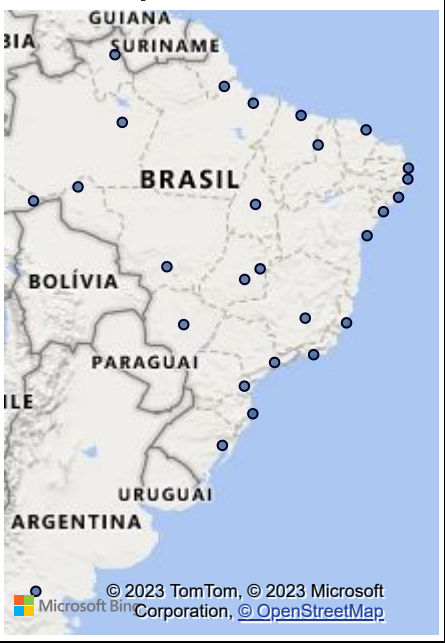 GUIANA
BIA
SURINAME
BRASIL
BOLÍVIA
PARAGUAI
ILE
URUGUAI
ARGENTINA
© 2023 TomTom, © 2023 Microsoft
Microsoft Bing
Corporation, © OpenStreetMap